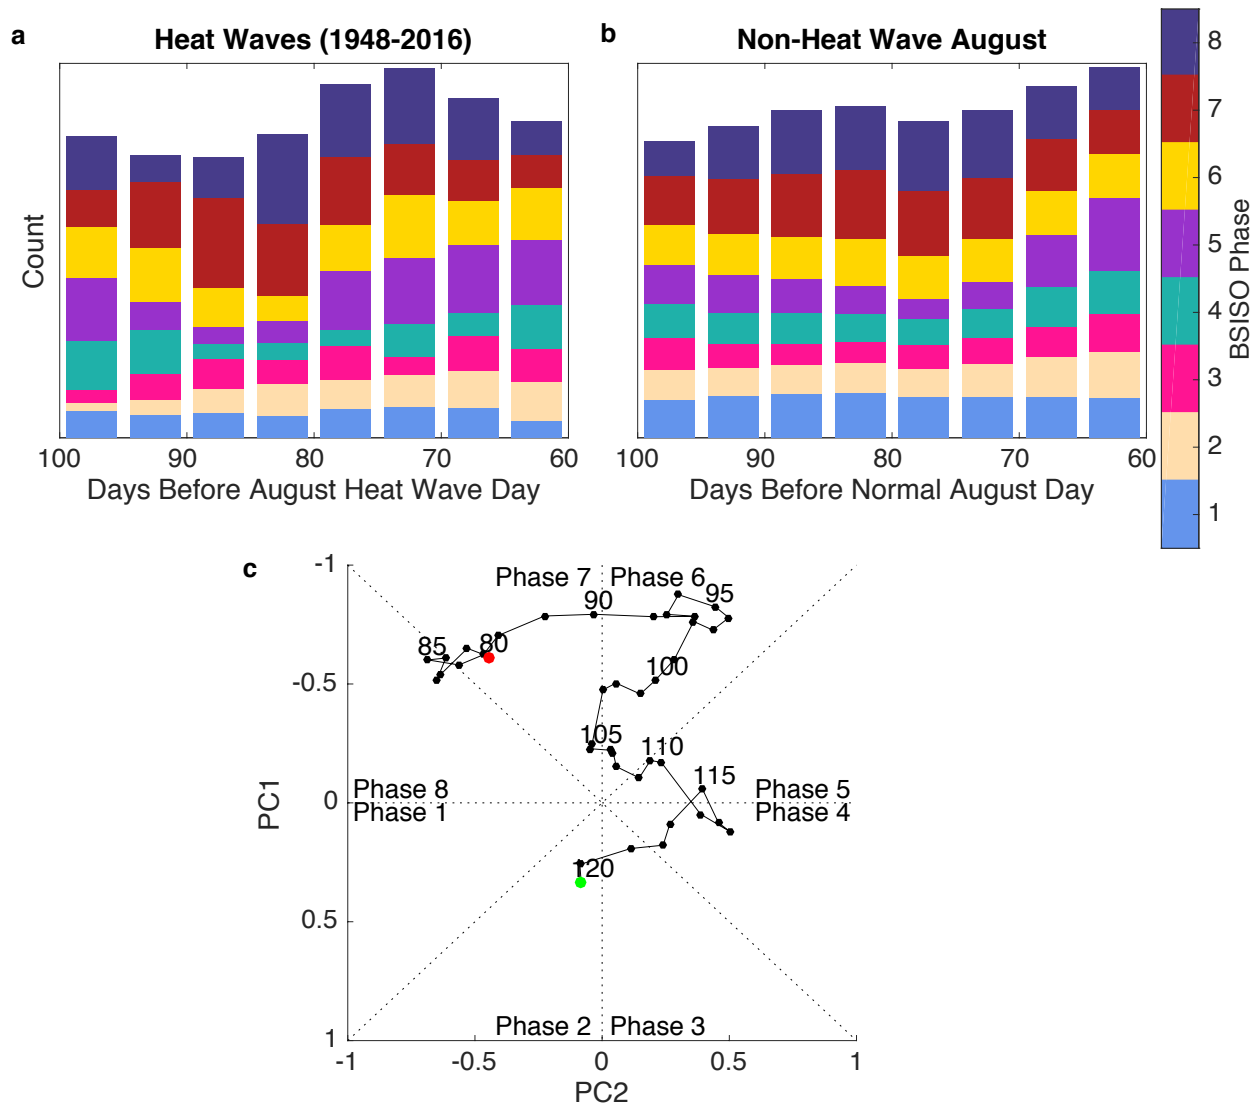 a
Heat Waves (1948-2016)
Count
100 90 80 70 60
Days Before August Heat Wave Day
b
Non-Heat Wave August
100 90 80 70 60
Days Before Normal August Day
8
7
6
5
4
3
2
1
BSISO Phase
c
-1
-0.5
0
0.5
1
PC1
Phase 7 Phase 6
90
95
85
80
100
105
110
115
Phase 8
Phase 1
Phase 5
Phase 4
120
Phase 2 Phase 3
-1 -0.5 0 0.5 1
PC2